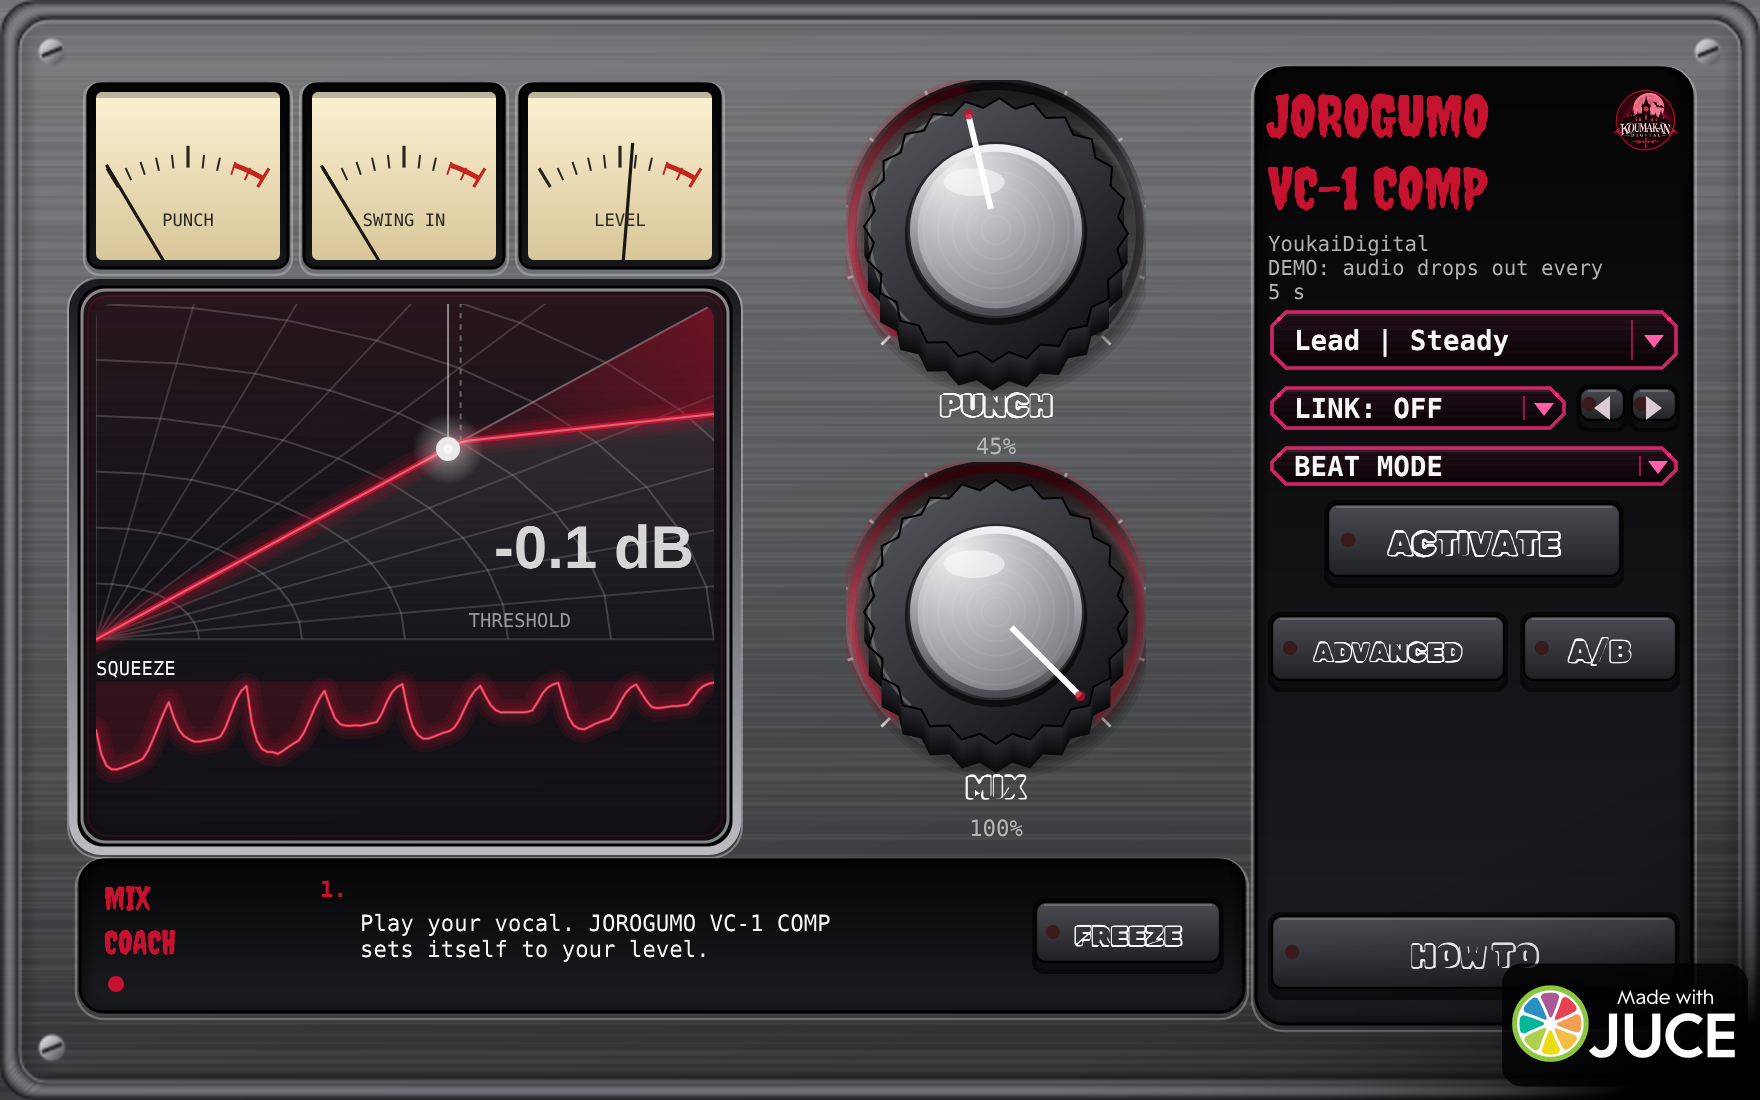 PUNCH
SWING IN
LEVEL
-0.1 dB
THRESHOLD
SQUEEZE
PUNCH
45%
MIX
100%
JOROGUMO
VC-1 COMP
KOUMAKAN
DIGITAL
YoukaiDigital
DEMO: audio drops out every
5 s
Lead | Steady
LINK: OFF
BEAT MODE
ACTIVATE
ADVANCED
A/B
HOW TO
MIX
COACH
1.
Play your vocal. JOROGUMO VC-1 COMP
sets itself to your level.
FREEZE
Made with
JUCE